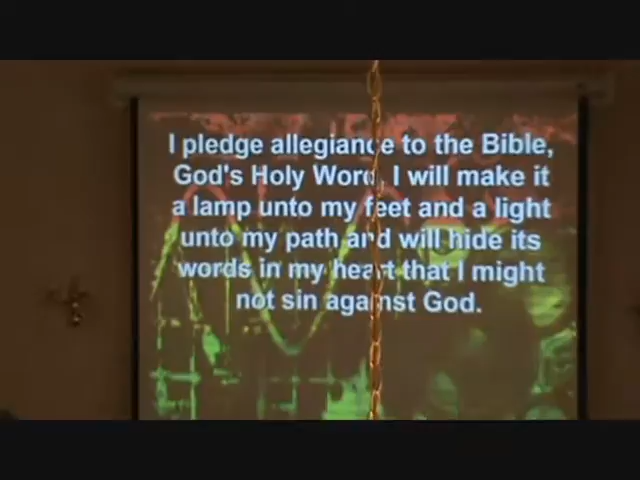 I pledge allegiance to the Bible,
God's Holy Word, I will make it
a lamp unto my feet and a light
unto my path and will hide its
words in my heart that I might
not sin against God.